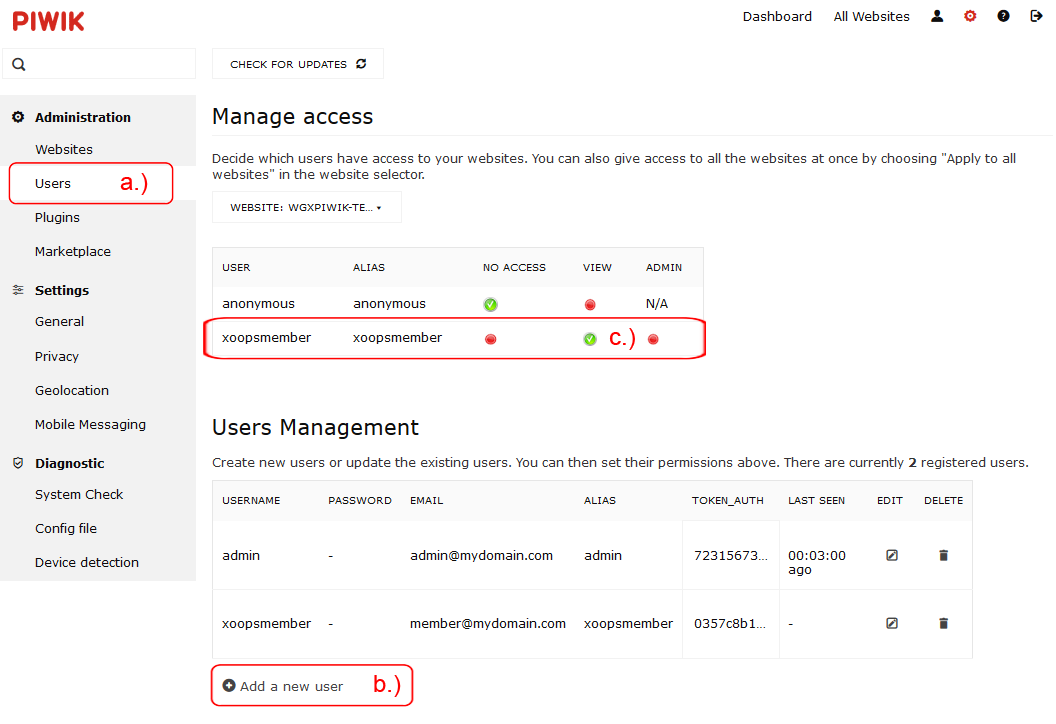 PIWIK
Dashboard All Websites
CHECK FOR UPDATES
Administration
Websites
Users a.)
Plugins
Marketplace
Settings
General
Privacy
Geolocation
Mobile Messaging
Diagnostic
System Check
Config file
Device detection
Manage access
Decide which users have access to your websites. You can also give access to all the websites at once by choosing "Apply to all
websites" in the website selector.
WEBSITE: WGXPIWIK-TE...
USER ALIAS NO ACCESS VIEW ADMIN
anonymous anonymous N/A
xoopsmember xoopsmember c.)
Users Management
Create new users or update the existing users. You can then set their permissions above. There are currently 2 registered users.
USERNAME PASSWORD EMAIL ALIAS TOKEN_AUTH LAST SEEN EDIT DELETE
admin - admin@mydomain.com admin 72315673... 00:03:00
ago
xoopsmember - member@mydomain.com xoopsmember 0357c8b1... -
Add a new user b.)